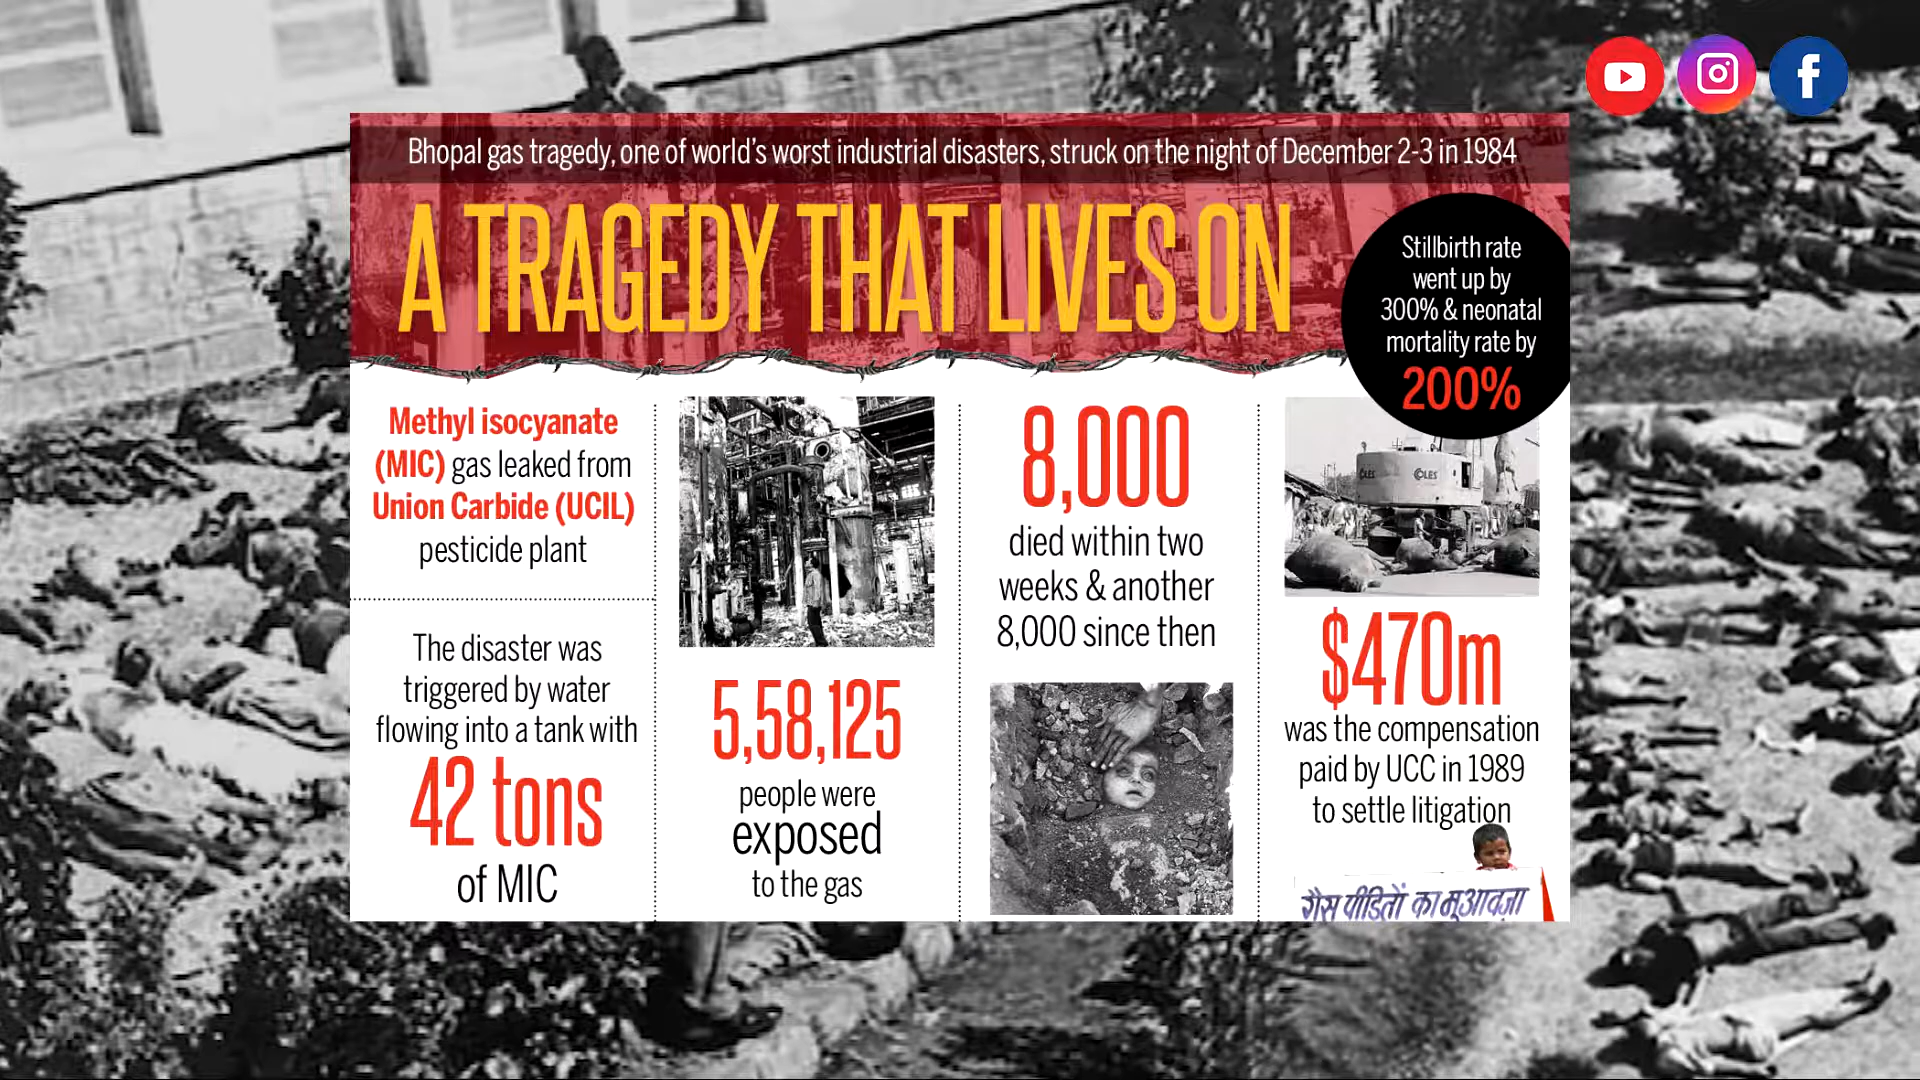 Bhopal gas tragedy, one of world's worst industrial disasters, struck on the night of December 2-3 in 1984
A TRAGEDY THAT LIVES ON
Stillbirth rate
went up by
300% & neonatal
mortality rate by
200%
Methyl isocyanate
(MIC) gas leaked from
Union Carbide (UCIL)
pesticide plant
The disaster was
triggered by water
flowing into a tank with
42 tons
of MIC
5,58,125
people were
exposed
to the gas
8,000
died within two
weeks & another
8,000 since then
COLES COLES
$470m
was the compensation
paid by UCC in 1989
to settle litigation
गैस पीडितों का मुआवज़ा